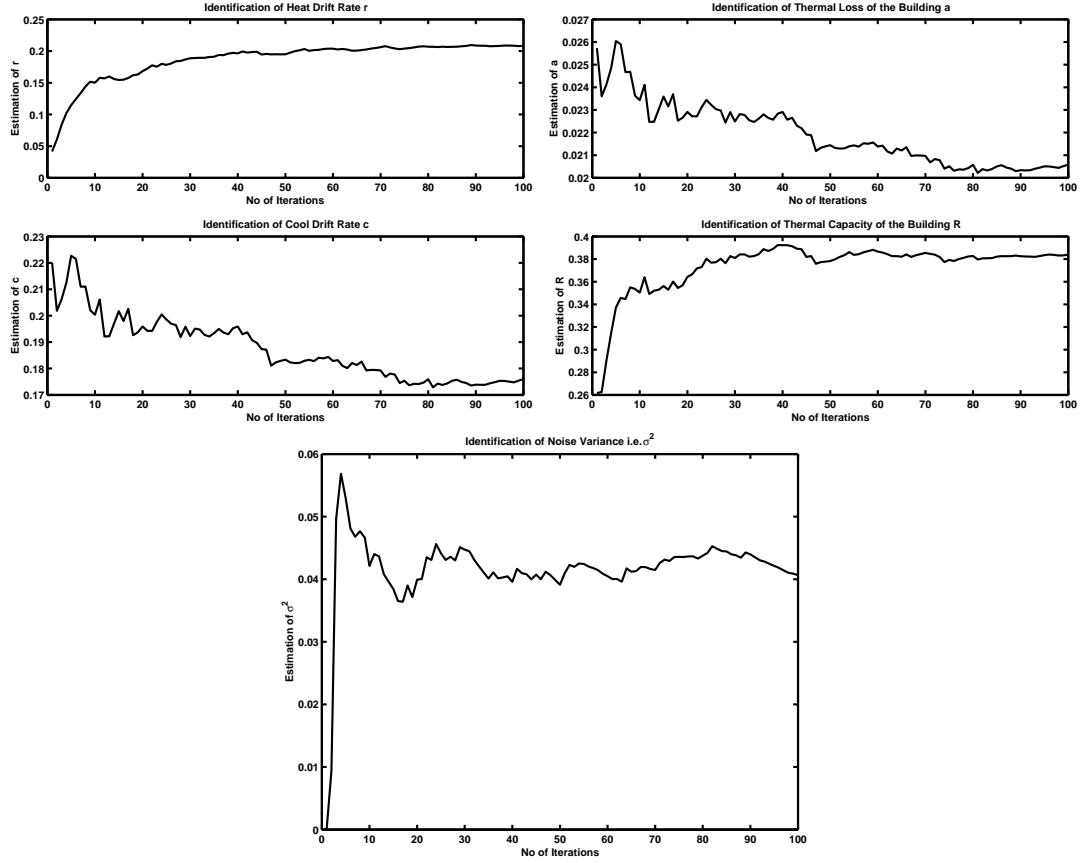 Identification of Heat Drift Rate r
Estimation of r
0.25
0.2
0.15
0.1
0.05
0
10 20 30 40 50 60 70 80 90 100
No of Iterations
Identification of Thermal Loss of the Building a
Estimation of a
0.027
0.026
0.025
0.024
0.023
0.022
0.021
0.02
0 10 20 30 40 50 60 70 80 90 100
No of Iterations
Identification of Cool Drift Rate c
Estimation of c
0.23
0.22
0.21
0.2
0.19
0.18
0.17
0 10 20 30 40 50 60 70 80 90 100
No of Iterations
Identification of Thermal Capacity of the Building R
Estimation of R
0.4
0.38
0.36
0.34
0.32
0.3
0.28
0.26
0 10 20 30 40 50 60 70 80 90 100
No of Iterations
Identification of Noise Variance i.e.σ²
Estimation of σ²
0.06
0.05
0.04
0.03
0.02
0.01
0
0 10 20 30 40 50 60 70 80 90 100
No of Iterations